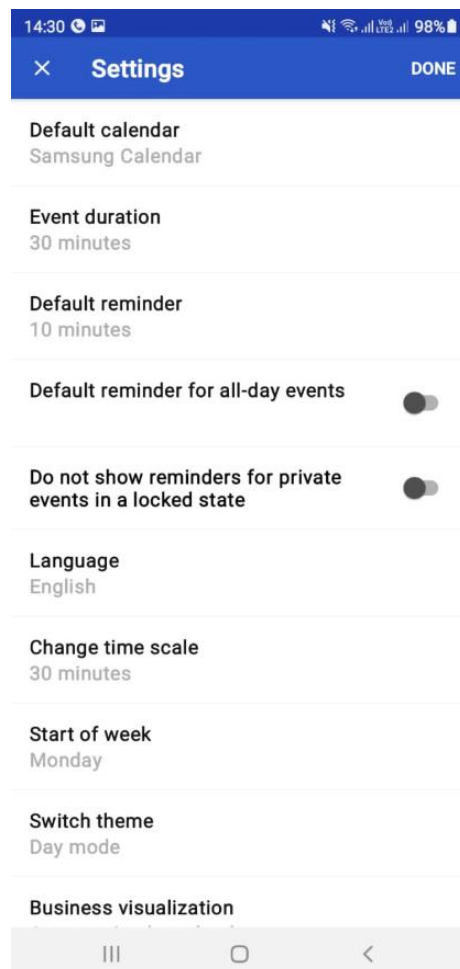 14:30 Vo)) LTE2 98%
Settings DONE
Default calendar
Samsung Calendar
Event duration
30 minutes
Default reminder
10 minutes
Default reminder for all-day events
Do not show reminders for private
events in a locked state
Language
English
Change time scale
30 minutes
Start of week
Monday
Switch theme
Day mode
Business visualization